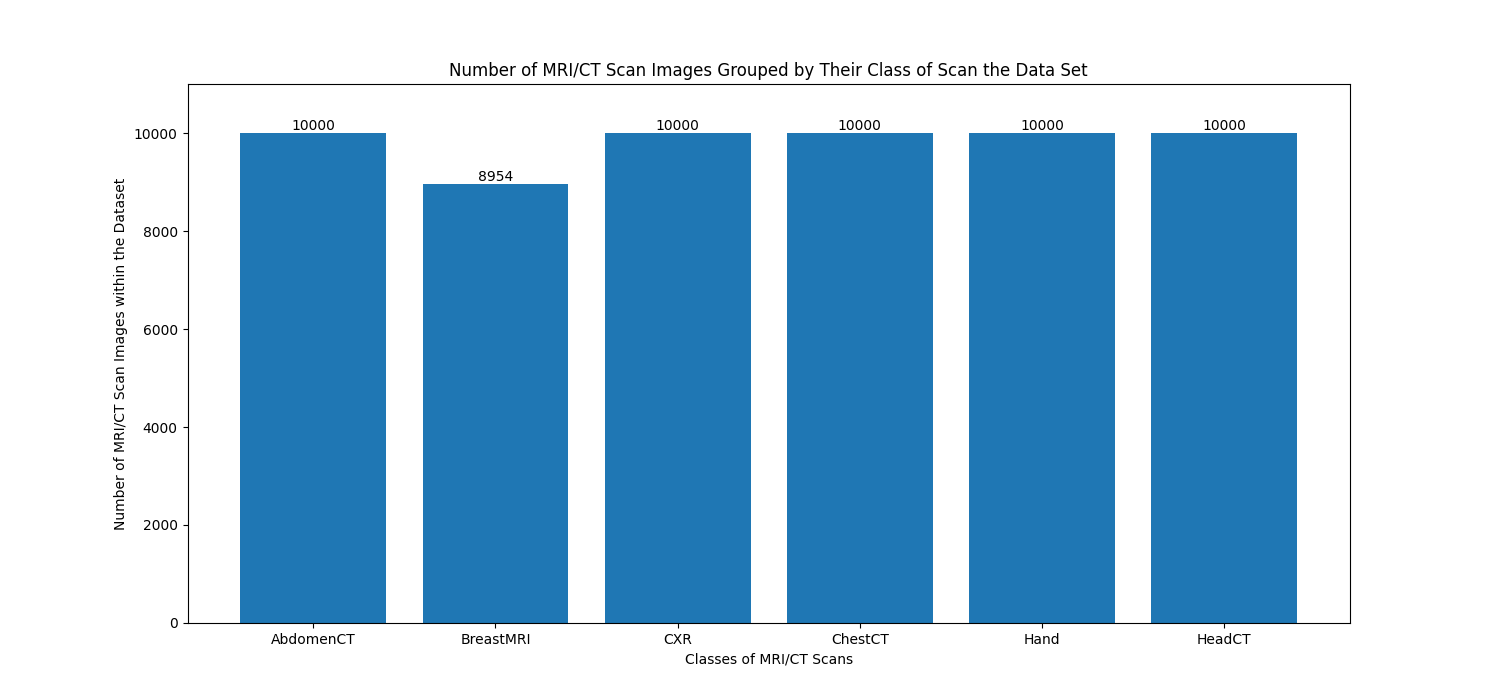 Number of MRI/CT Scan Images Grouped by Their Class of Scan the Data Set
Number of MRI/CT Scan Images within the Dataset
10000
8000
6000
4000
2000
0
10000
8954
10000
10000
10000
10000
AbdomenCT
BreastMRI
CXR
ChestCT
Hand
HeadCT
Classes of MRI/CT Scans